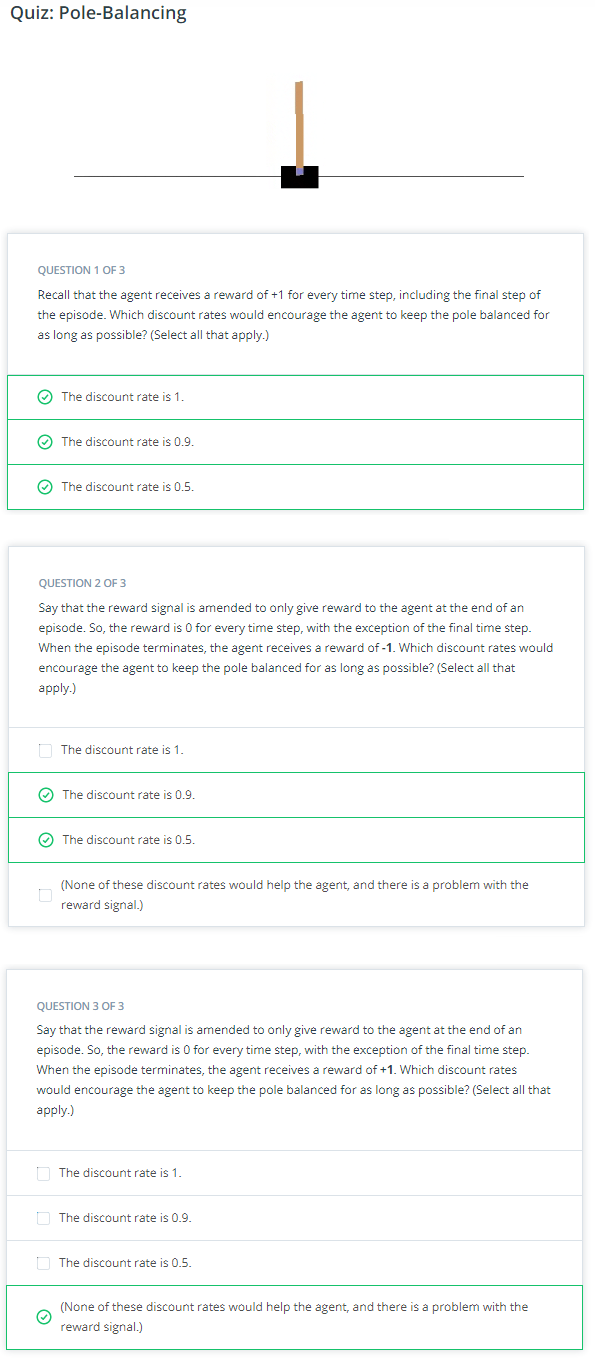 Quiz: Pole-Balancing
QUESTION 1 OF 3
Recall that the agent receives a reward of +1 for every time step, including the final step of
the episode. Which discount rates would encourage the agent to keep the pole balanced for
as long as possible? (Select all that apply.)
The discount rate is 1.
The discount rate is 0.9.
The discount rate is 0.5.
QUESTION 2 OF 3
Say that the reward signal is amended to only give reward to the agent at the end of an
episode. So, the reward is 0 for every time step, with the exception of the final time step.
When the episode terminates, the agent receives a reward of -1. Which discount rates would
encourage the agent to keep the pole balanced for as long as possible? (Select all that
apply.)
The discount rate is 1.
The discount rate is 0.9.
The discount rate is 0.5.
(None of these discount rates would help the agent, and there is a problem with the
reward signal.)
QUESTION 3 OF 3
Say that the reward signal is amended to only give reward to the agent at the end of an
episode. So, the reward is 0 for every time step, with the exception of the final time step.
When the episode terminates, the agent receives a reward of +1. Which discount rates
would encourage the agent to keep the pole balanced for as long as possible? (Select all that
apply.)
The discount rate is 1.
The discount rate is 0.9.
The discount rate is 0.5.
(None of these discount rates would help the agent, and there is a problem with the
reward signal.)